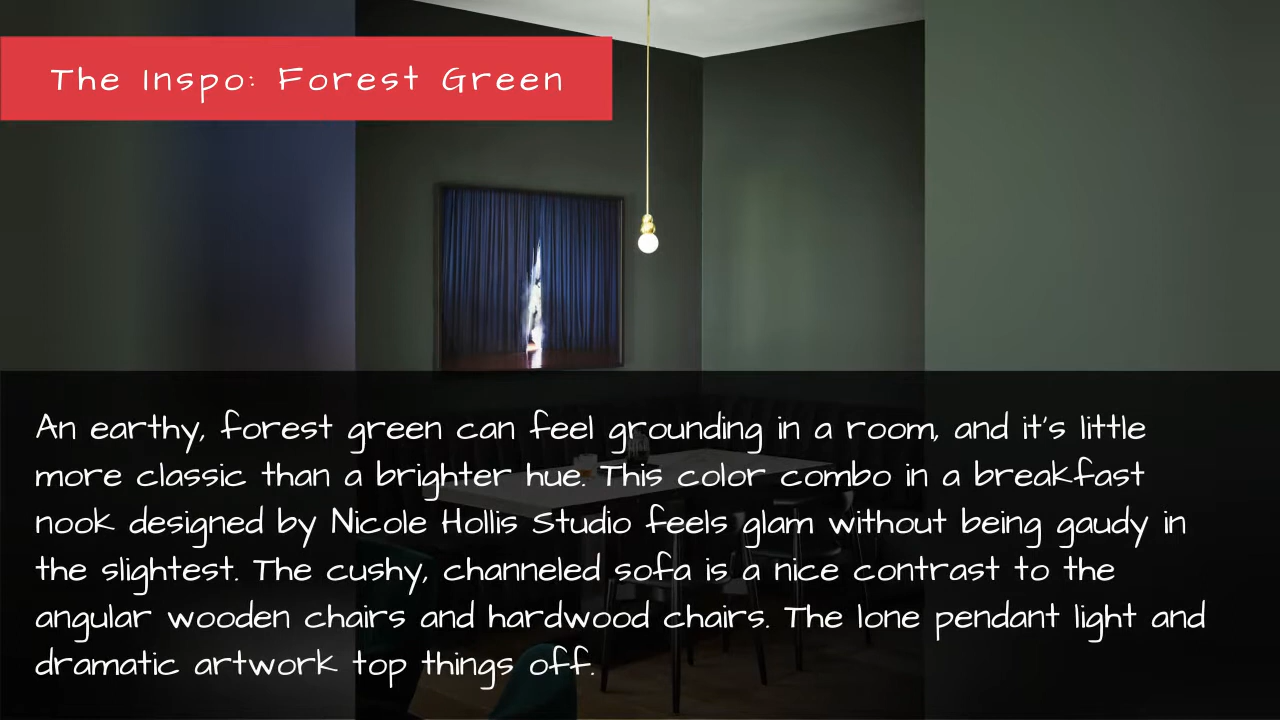 The Inspo: Forest Green
An earthy, forest green can feel grounding in a room, and it's little
more classic than a brighter hue. This color combo in a breakfast
nook designed by Nicole Hollis Studio feels glam without being gaudy in
the slightest. The cushy, channeled sofa is a nice contrast to the
angular wooden chairs and hardwood chairs. The lone pendant light and
dramatic artwork top things off.